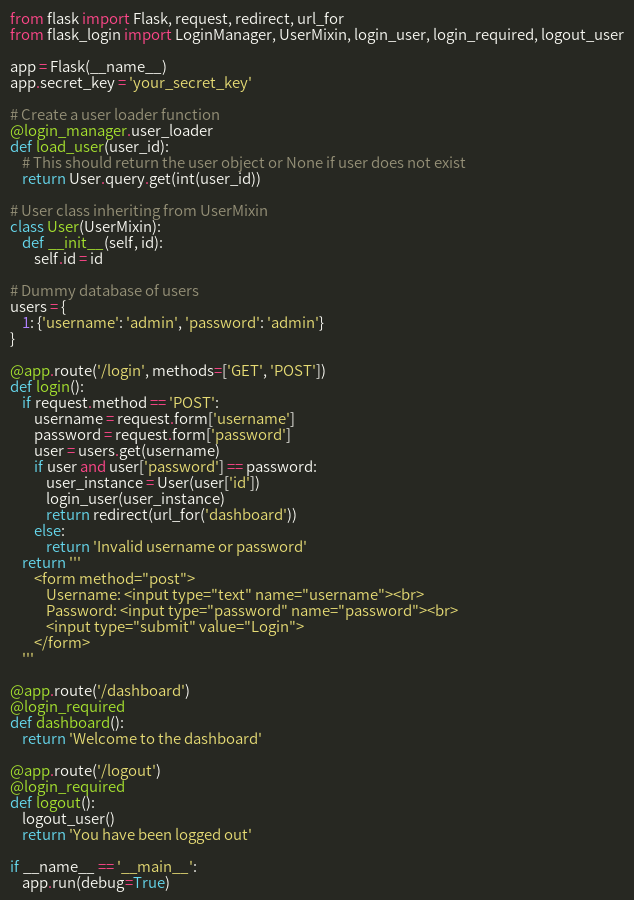 from flask import Flask, request, redirect, url_for
from flask_login import LoginManager, UserMixin, login_user, login_required, logout_user

app = Flask(__name__)
app.secret_key = 'your_secret_key'

# Create a user loader function
@login_manager.user_loader
def load_user(user_id):
    # This should return the user object or None if user does not exist
    return User.query.get(int(user_id))

# User class inheriting from UserMixin
class User(UserMixin):
    def __init__(self, id):
        self.id = id

# Dummy database of users
users = {
    1: {'username': 'admin', 'password': 'admin'}
}

@app.route('/login', methods=['GET', 'POST'])
def login():
    if request.method == 'POST':
        username = request.form['username']
        password = request.form['password']
        user = users.get(username)
        if user and user['password'] == password:
            user_instance = User(user['id'])
            login_user(user_instance)
            return redirect(url_for('dashboard'))
        else:
            return 'Invalid username or password'
    return '''
        <form method="post">
            Username: <input type="text" name="username"><br>
            Password: <input type="password" name="password"><br>
            <input type="submit" value="Login">
        </form>
    '''

@app.route('/dashboard')
@login_required
def dashboard():
    return 'Welcome to the dashboard'

@app.route('/logout')
@login_required
def logout():
    logout_user()
    return 'You have been logged out'

if __name__ == '__main__':
    app.run(debug=True)